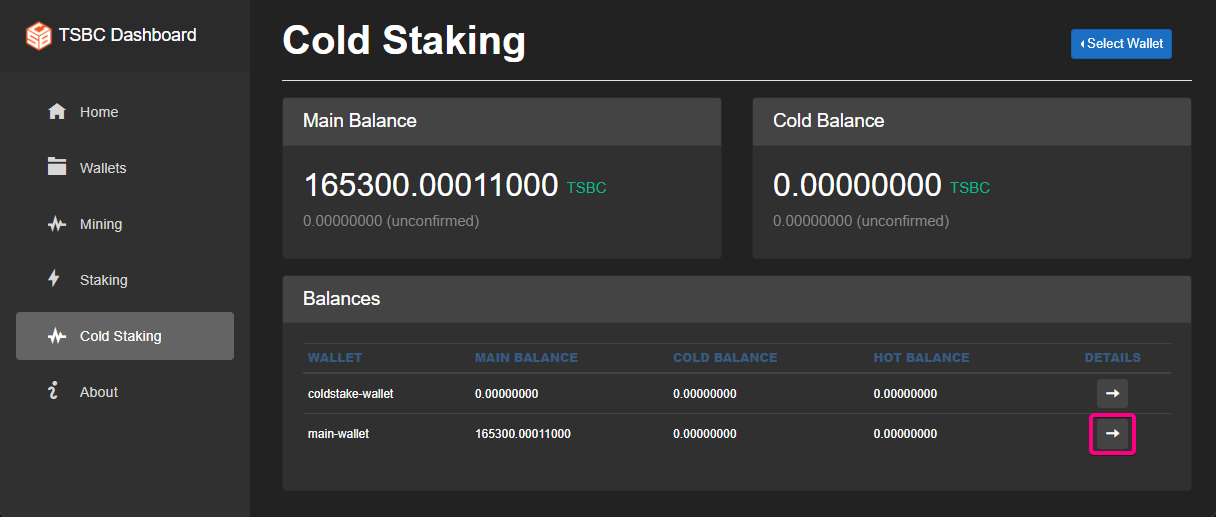 TSBC Dashboard
Home
Wallets
Mining
Staking
Cold Staking
About
Cold Staking
Select Wallet
Main Balance
165300.00011000 TSBC
0.00000000 (unconfirmed)
Cold Balance
0.00000000 TSBC
0.00000000 (unconfirmed)
Balances
WALLET MAIN BALANCE COLD BALANCE HOT BALANCE DETAILS
coldstake-wallet 0.00000000 0.00000000 0.00000000
main-wallet 165300.00011000 0.00000000 0.00000000